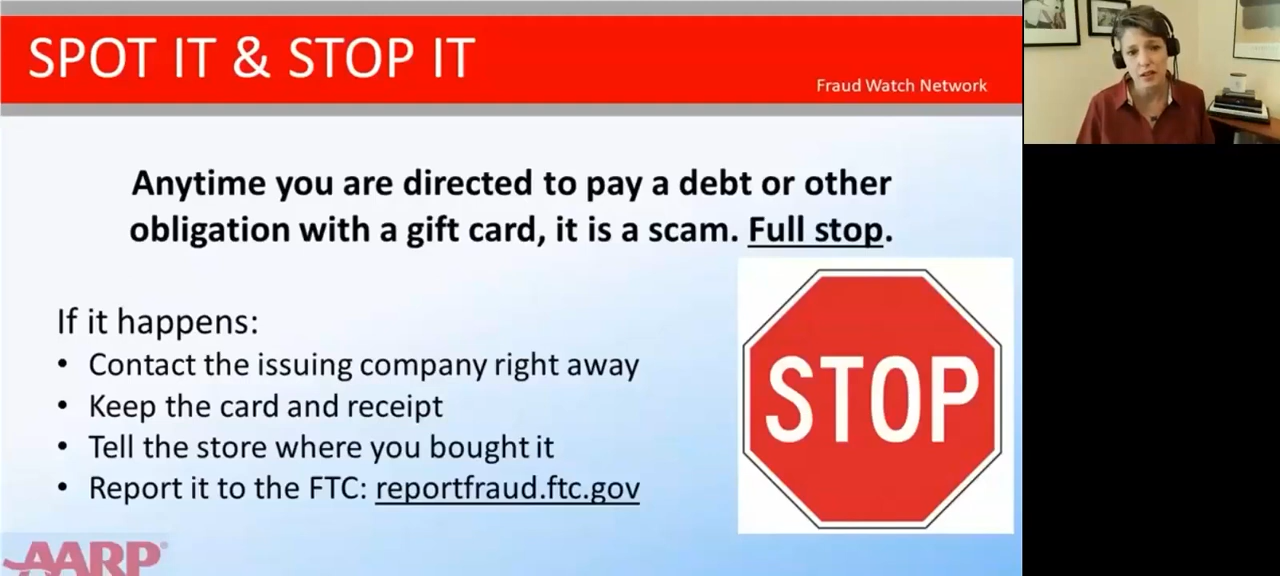 SPOT IT & STOP IT
Fraud Watch Network
Anytime you are directed to pay a debt or other
obligation with a gift card, it is a scam. Full stop.
If it happens:
• Contact the issuing company right away
• Keep the card and receipt
• Tell the store where you bought it
• Report it to the FTC: reportfraud.ftc.gov
STOP
AARP®